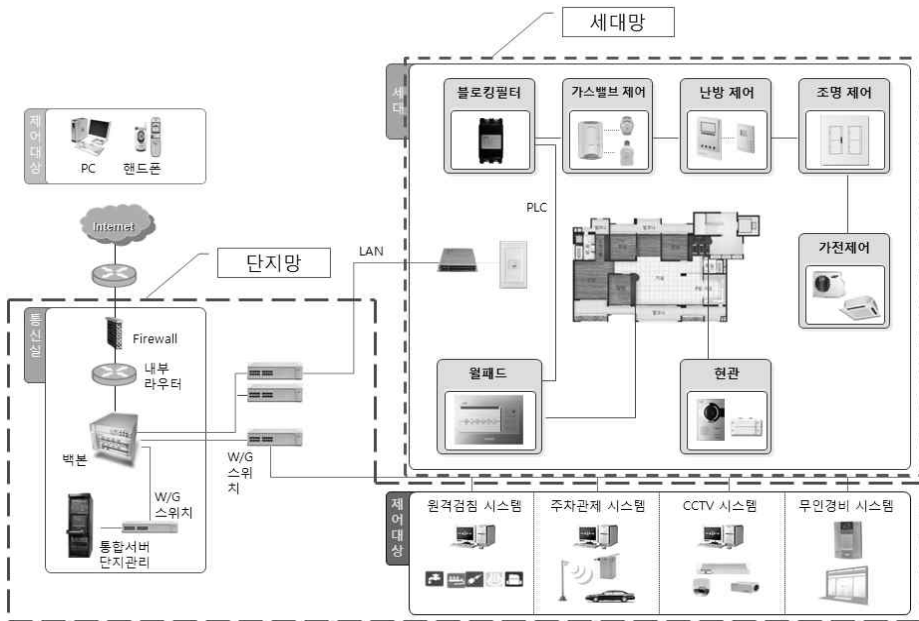 세대망
세
대
블로킹필터
가스밸브 제어
난방 제어
조명 제어
제
어
대
상
PC
핸드폰
PLC
Internet
단지망
LAN
가전제어
통
신
실
Firewall
내부
라우터
월패드
현관
백본
W/G
스위
치
W/G
스위치
통합서버
단지관리
제
어
대
상
원격검침 시스템
주차관제 시스템
CCTV 시스템
무인경비 시스템